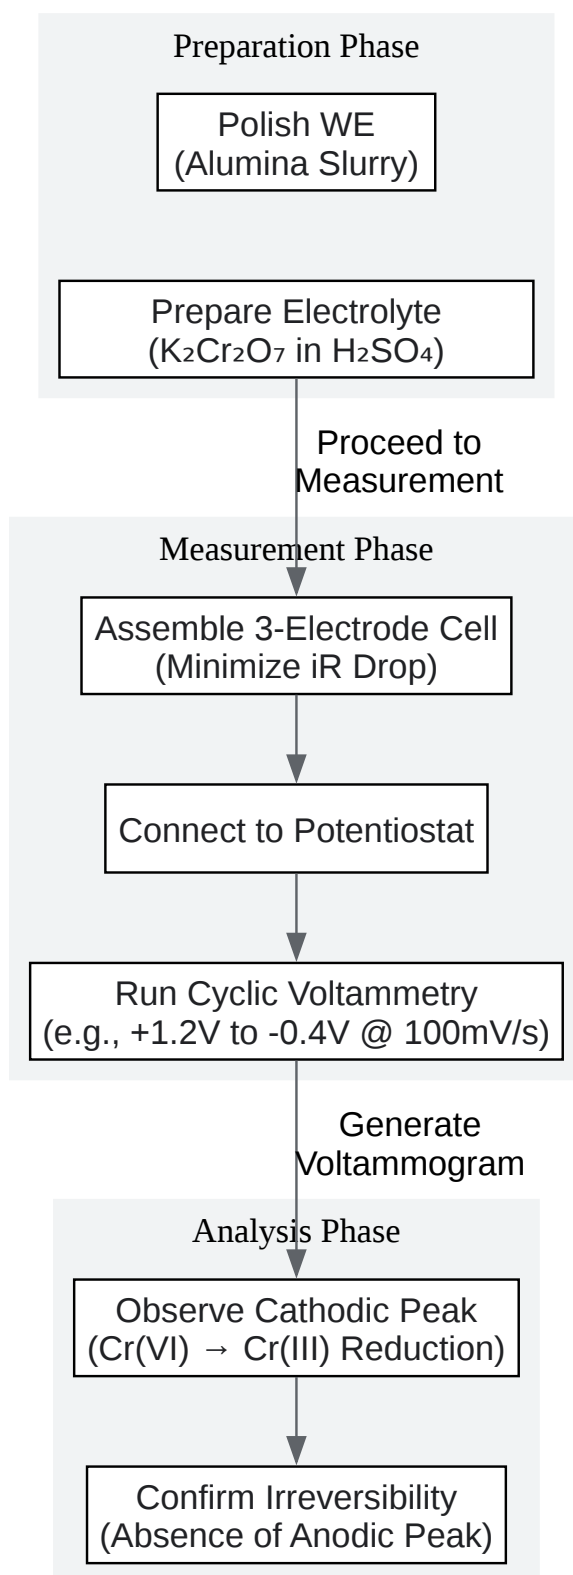 Preparation Phase
Polish WE
(Alumina Slurry)
Prepare Electrolyte
(K₂Cr₂O₇ in H₂SO₄)
Proceed to
Measurement
Measurement Phase
Assemble 3-Electrode Cell
(Minimize iR Drop)
Connect to Potentiostat
Run Cyclic Voltammetry
(e.g., +1.2V to -0.4V @ 100mV/s)
Generate
Voltammogram
Analysis Phase
Observe Cathodic Peak
(Cr(VI) → Cr(III) Reduction)
Confirm Irreversibility
(Absence of Anodic Peak)